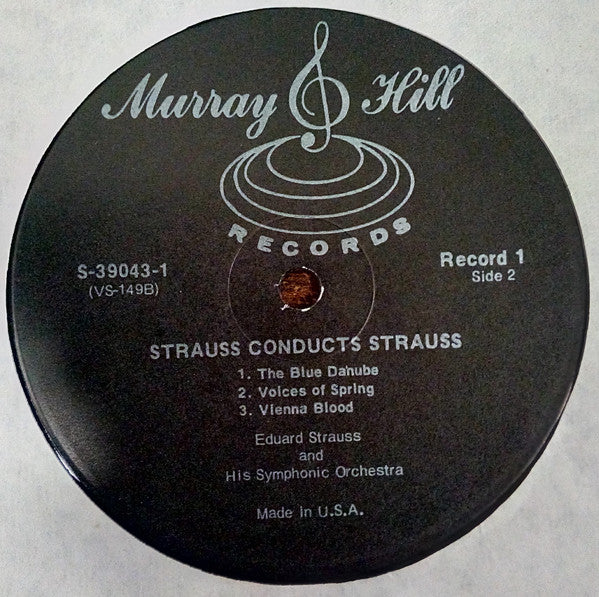 Murray Hill
RECORDS
S-39043-1
(VS-149B)
Record 1
Side 2
STRAUSS CONDUCTS STRAUSS
1. The Blue Danube
2. Voices of Spring
3. Vienna Blood
Eduard Strauss
and
His Symphonic Orchestra
Made in U.S.A.